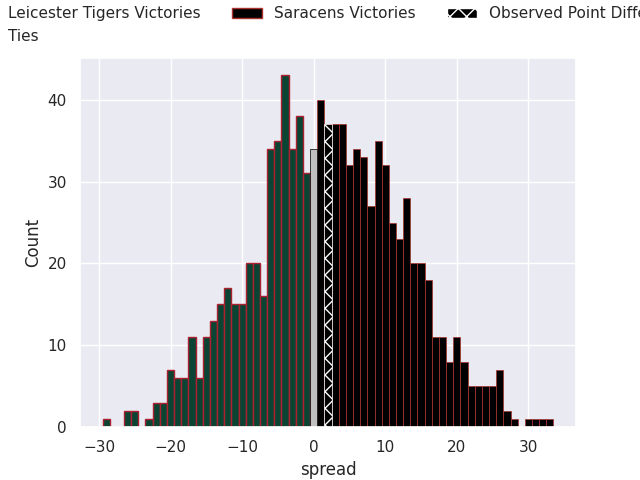 Leicester Tigers Victories Saracens Victories Observed Point Diffe
Ties
40
30
20
10
0
Count
−30 −20 −10 0 10 20 30
spread